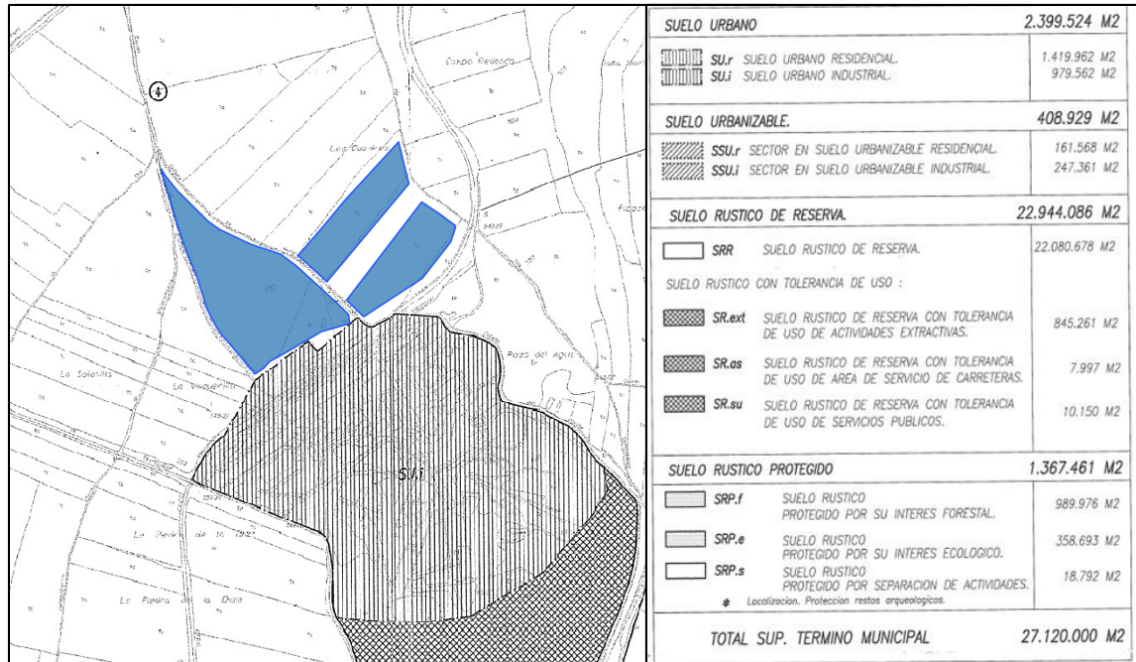 Campo Redondo
La Solanilla
La Vaquerina
Poza del Agua
SU.i
La Piedra de la Cruz
La Piedra de la Cruz
SUELO URBANO 2.399.524 M2
SU.r SUELO URBANO RESIDENCIAL. 1.419.962 M2
SU.i SUELO URBANO INDUSTRIAL. 979.562 M2
SUELO URBANIZABLE. 408.929 M2
SSU.r SECTOR EN SUELO URBANIZABLE RESIDENCIAL. 161.568 M2
SSU.i SECTOR EN SUELO URBANIZABLE INDUSTRIAL. 247.361 M2
SUELO RUSTICO DE RESERVA. 22.944.086 M2
SRR SUELO RUSTICO DE RESERVA. 22.080.678 M2
SUELO RUSTICO CON TOLERANCIA DE USO :
SR.ext SUELO RUSTICO DE RESERVA CON TOLERANCIA
DE USO DE ACTIVIDADES EXTRACTIVAS. 845.261 M2
SR.as SUELO RUSTICO DE RESERVA CON TOLERANCIA
DE USO DE AREA DE SERVICIO DE CARRETERAS. 7.997 M2
SR.su SUELO RUSTICO DE RESERVA CON TOLERANCIA
DE USO DE SERVICIOS PUBLICOS. 10.150 M2
SUELO RUSTICO PROTEGIDO 1.367.461 M2
SRP.f SUELO RUSTICO
PROTEGIDO POR SU INTERES FORESTAL. 989.976 M2
SRP.e SUELO RUSTICO
PROTEGIDO POR SU INTERES ECOLOGICO. 358.693 M2
SRP.s SUELO RUSTICO
PROTEGIDO POR SEPARACION DE ACTIVIDADES. 18.792 M2
* Localizacion. Proteccion restos arqueologicos.
TOTAL SUP. TERMINO MUNICIPAL 27.120.000 M2